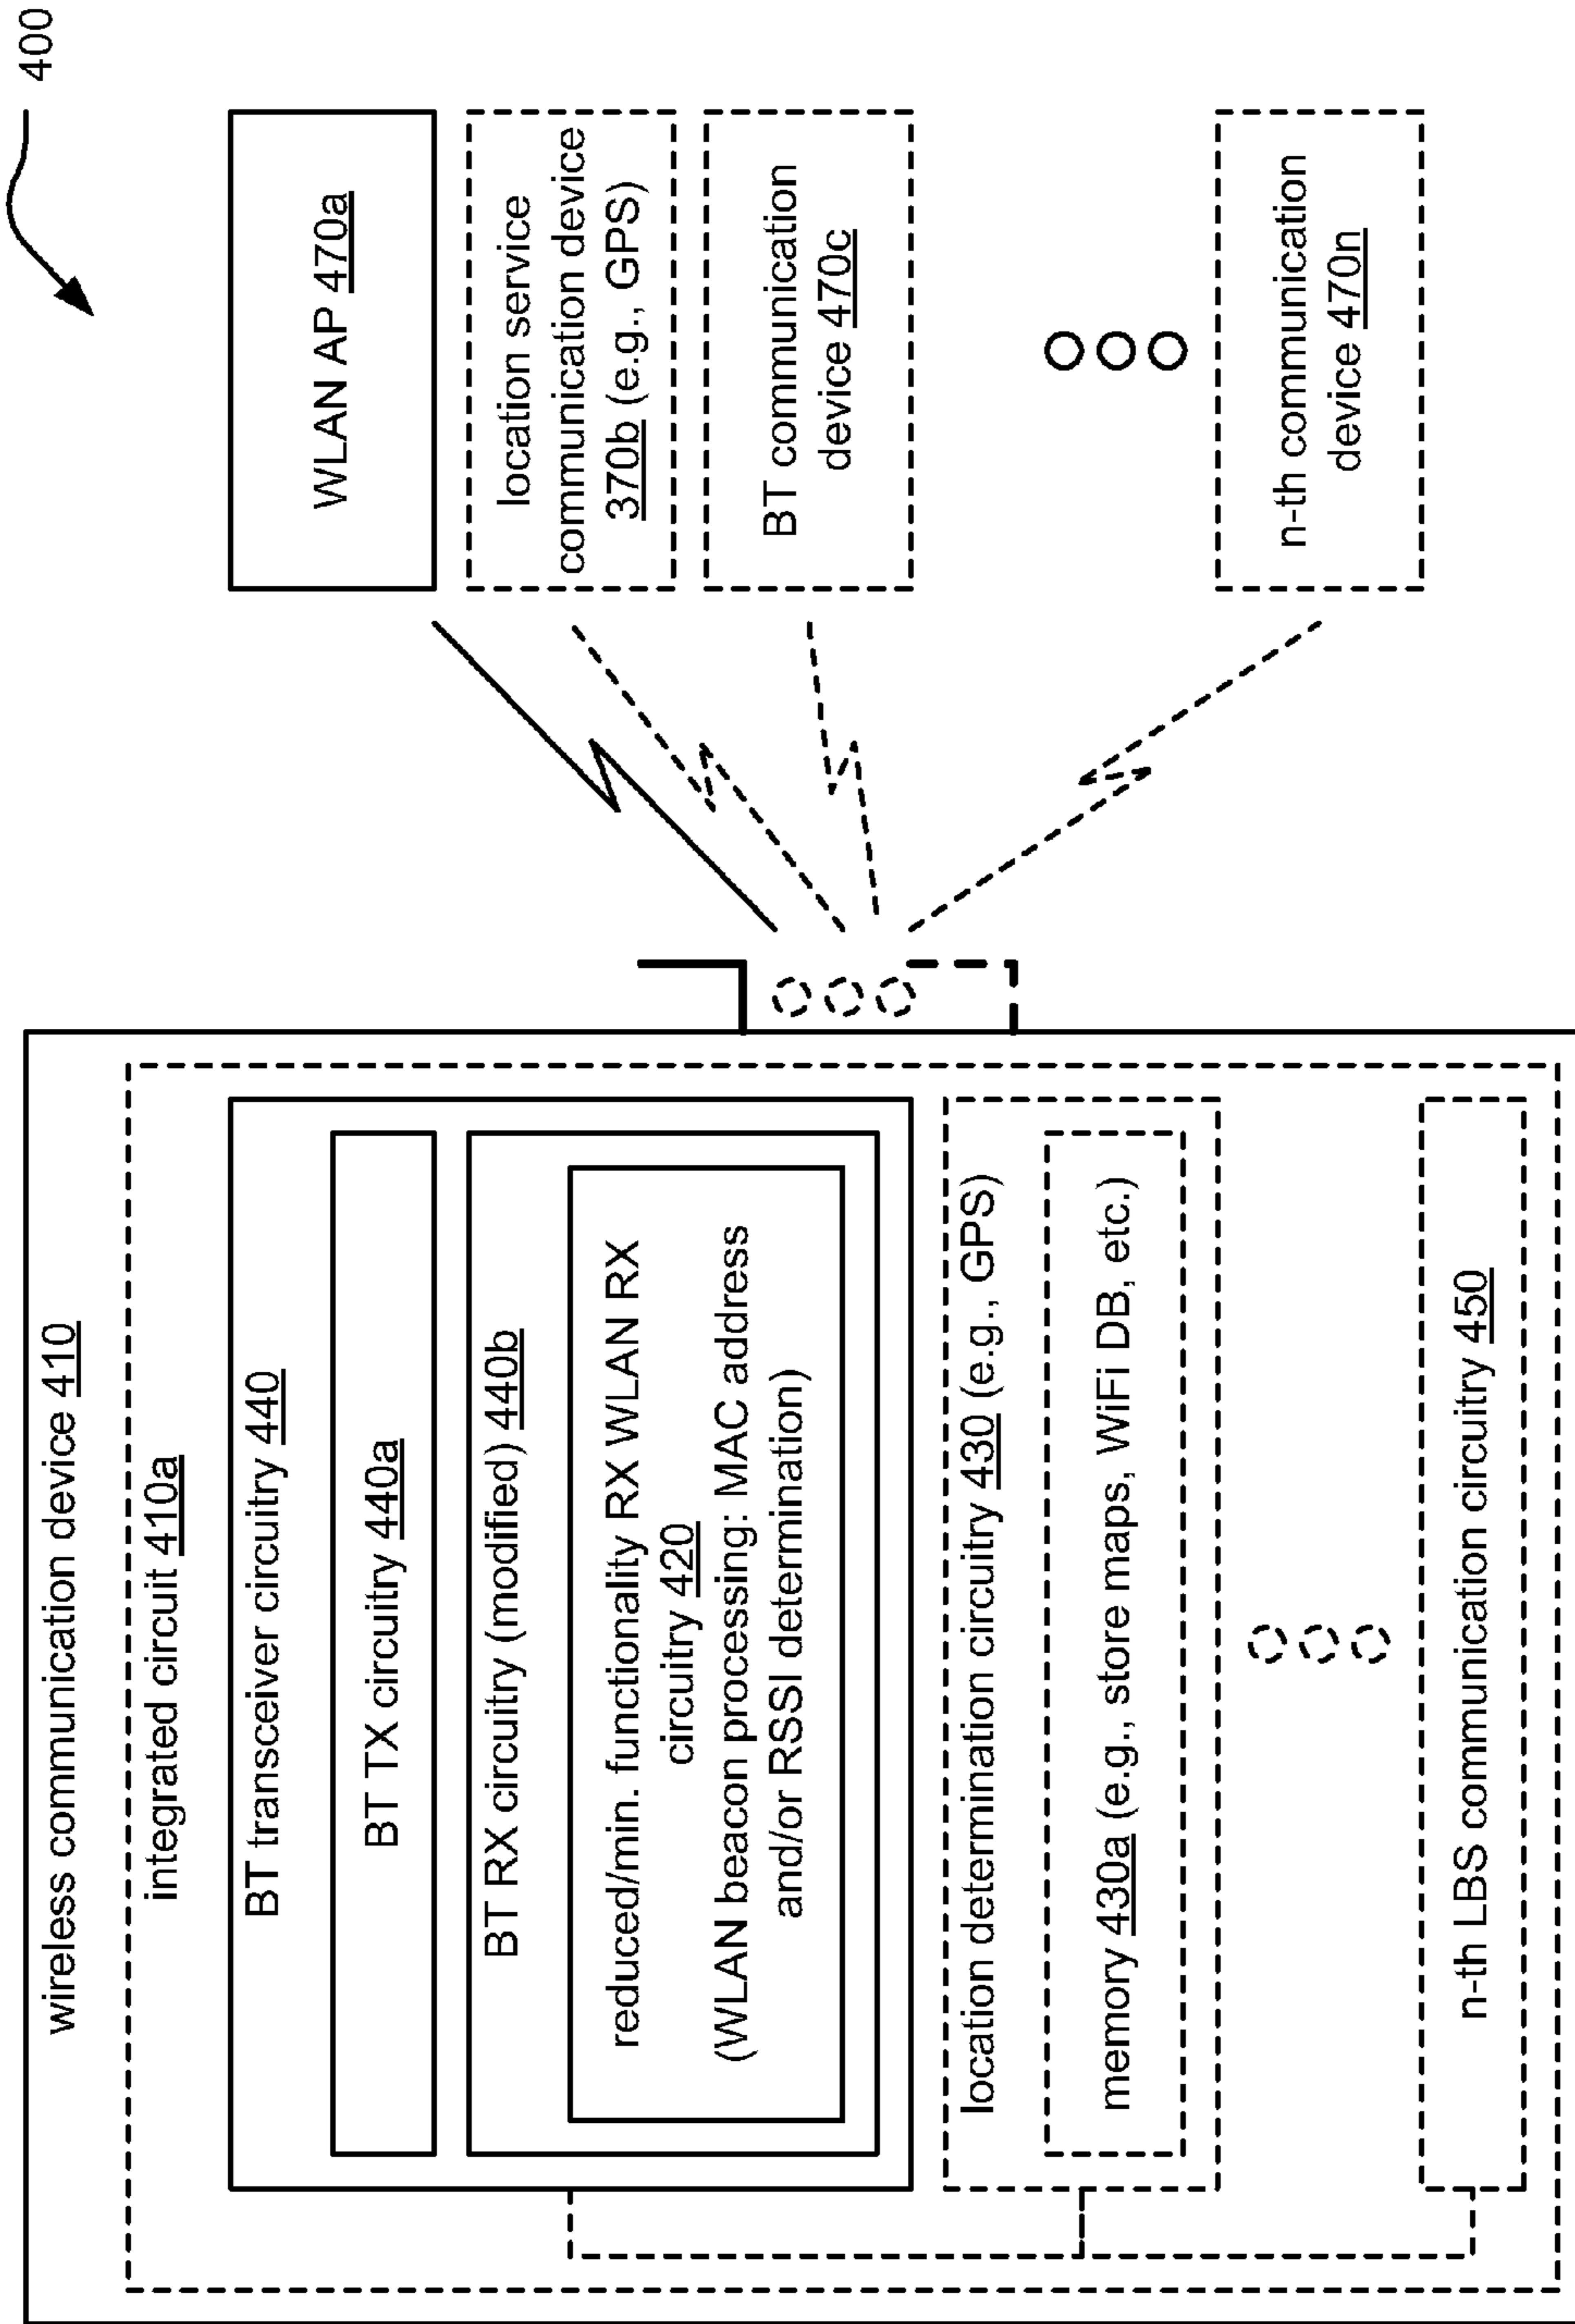 400
wireless communication device 410
integrated circuit 410a
BT transceiver circuitry 440
BT TX circuitry 440a
BT RX circuitry (modified) 440b
reduced/min. functionality RX WLAN RX
circuitry 420
(WLAN beacon processing: MAC address
and/or RSSI determination)
location determination circuitry 430 (e.g., GPS)
memory 430a (e.g., store maps, WiFi DB, etc.)
n-th LBS communication circuitry 450
WLAN AP 470a
location service
communication device
370b (e.g., GPS)
BT communication
device 470c
n-th communication
device 470n